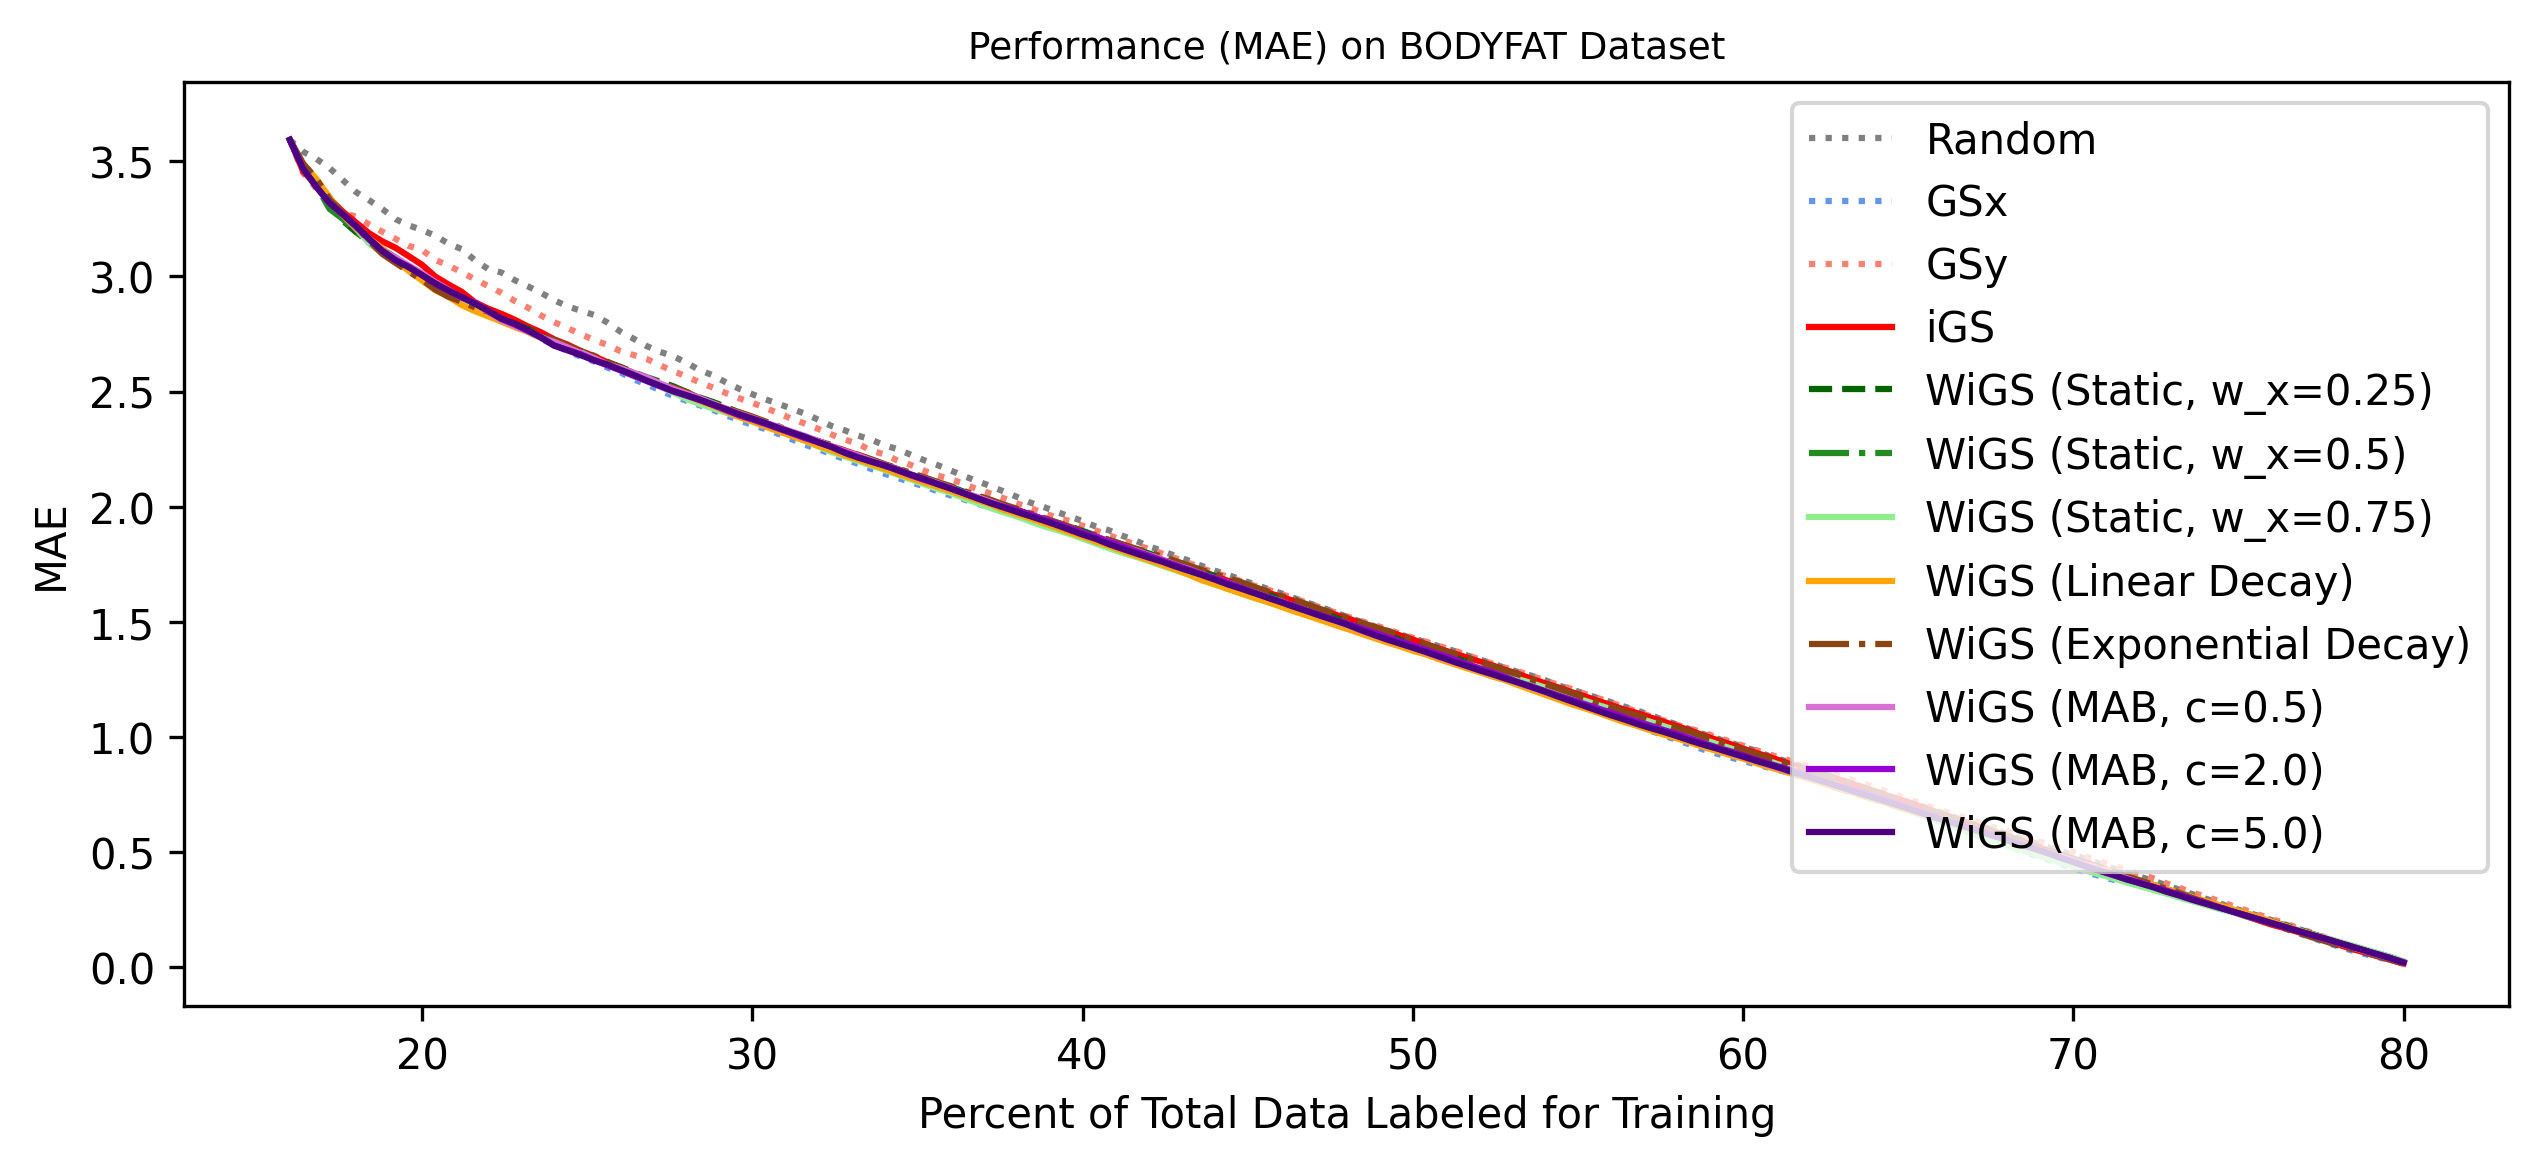 Performance (MAE) on BODYFAT Dataset
MAE
3.5
3.0
2.5
2.0
1.5
1.0
0.5
0.0
Random
GSx
GSy
iGS
WiGS (Static, w_x=0.25)
WiGS (Static, w_x=0.5)
WiGS (Static, w_x=0.75)
WiGS (Linear Decay)
WiGS (Exponential Decay)
WiGS (MAB, c=0.5)
WiGS (MAB, c=2.0)
WiGS (MAB, c=5.0)
20 30 40 50 60 70 80
Percent of Total Data Labeled for Training